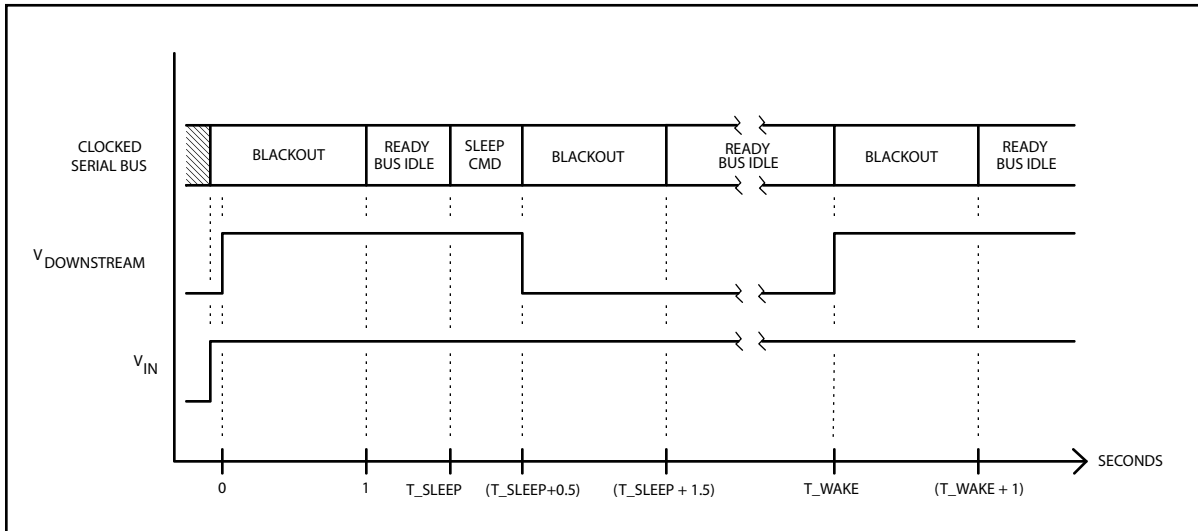 CLOCKED
SERIAL BUS
BLACKOUT
READY
BUS IDLE
SLEEP
CMD
BLACKOUT
READY
BUS IDLE
BLACKOUT
READY
BUS IDLE
V DOWNSTREAM
V IN
SECONDS
0
1
T_SLEEP
(T_SLEEP+0.5)
(T_SLEEP + 1.5)
T_WAKE
(T_WAKE + 1)